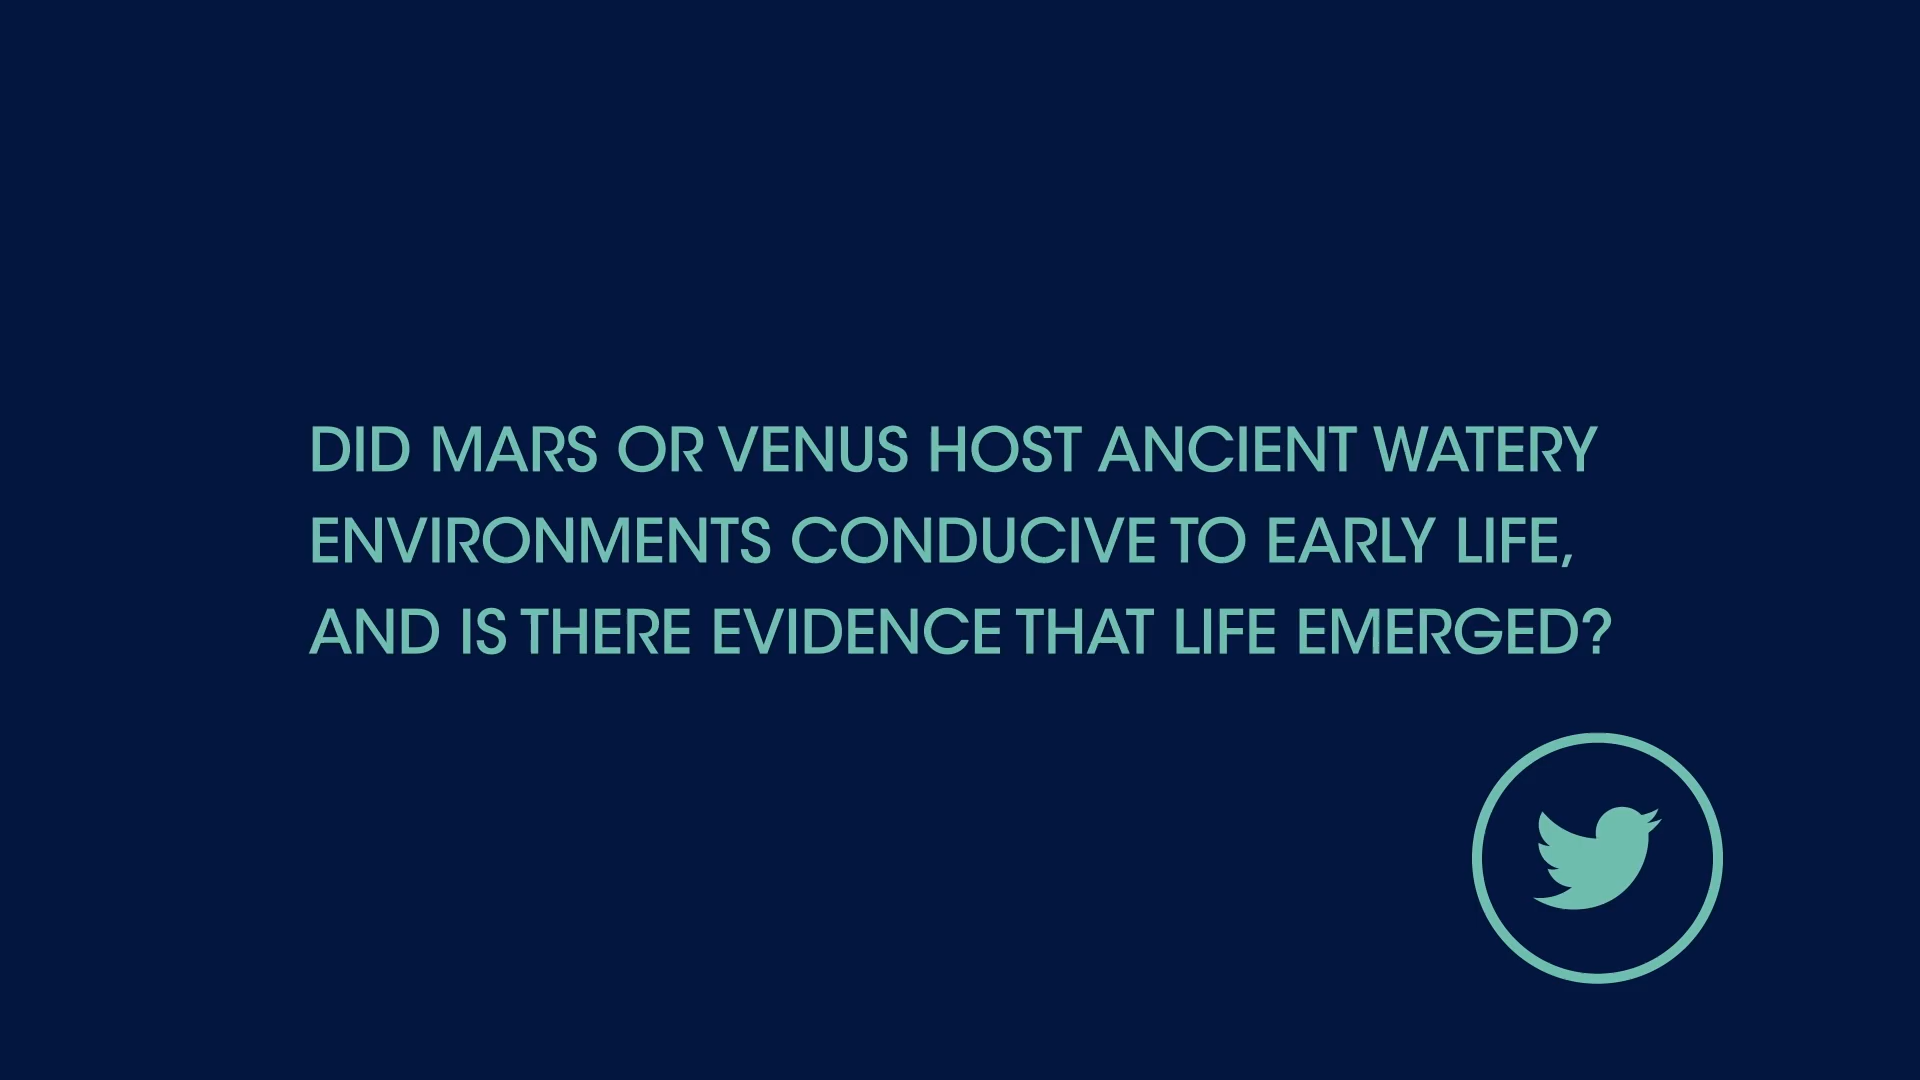 DID MARS OR VENUS HOST ANCIENT WATERY
ENVIRONMENTS CONDUCIVE TO EARLY LIFE,
AND IS THERE EVIDENCE THAT LIFE EMERGED?